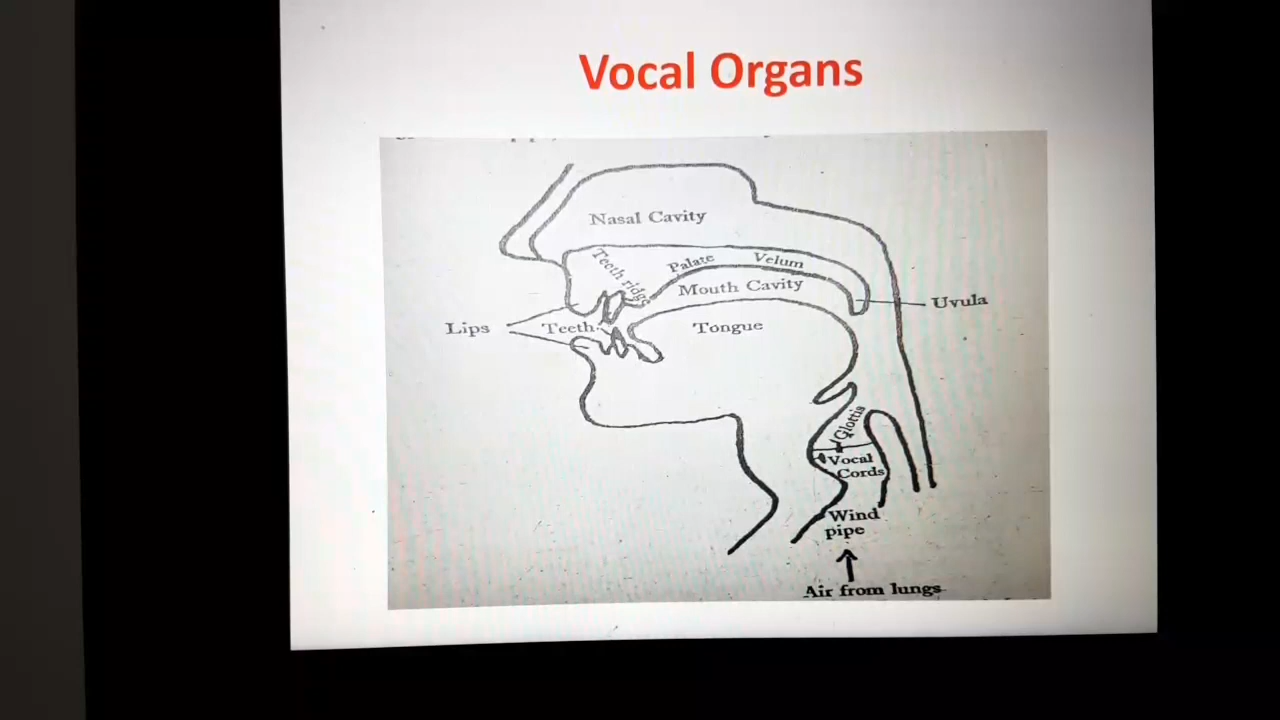 Vocal Organs
Nasal Cavity
Teeth ridge
Palate
Velum
Mouth Cavity
Uvula
Lips
Teeth
Tongue
Glottis
Vocal
Cords
Wind
pipe
Air from lungs